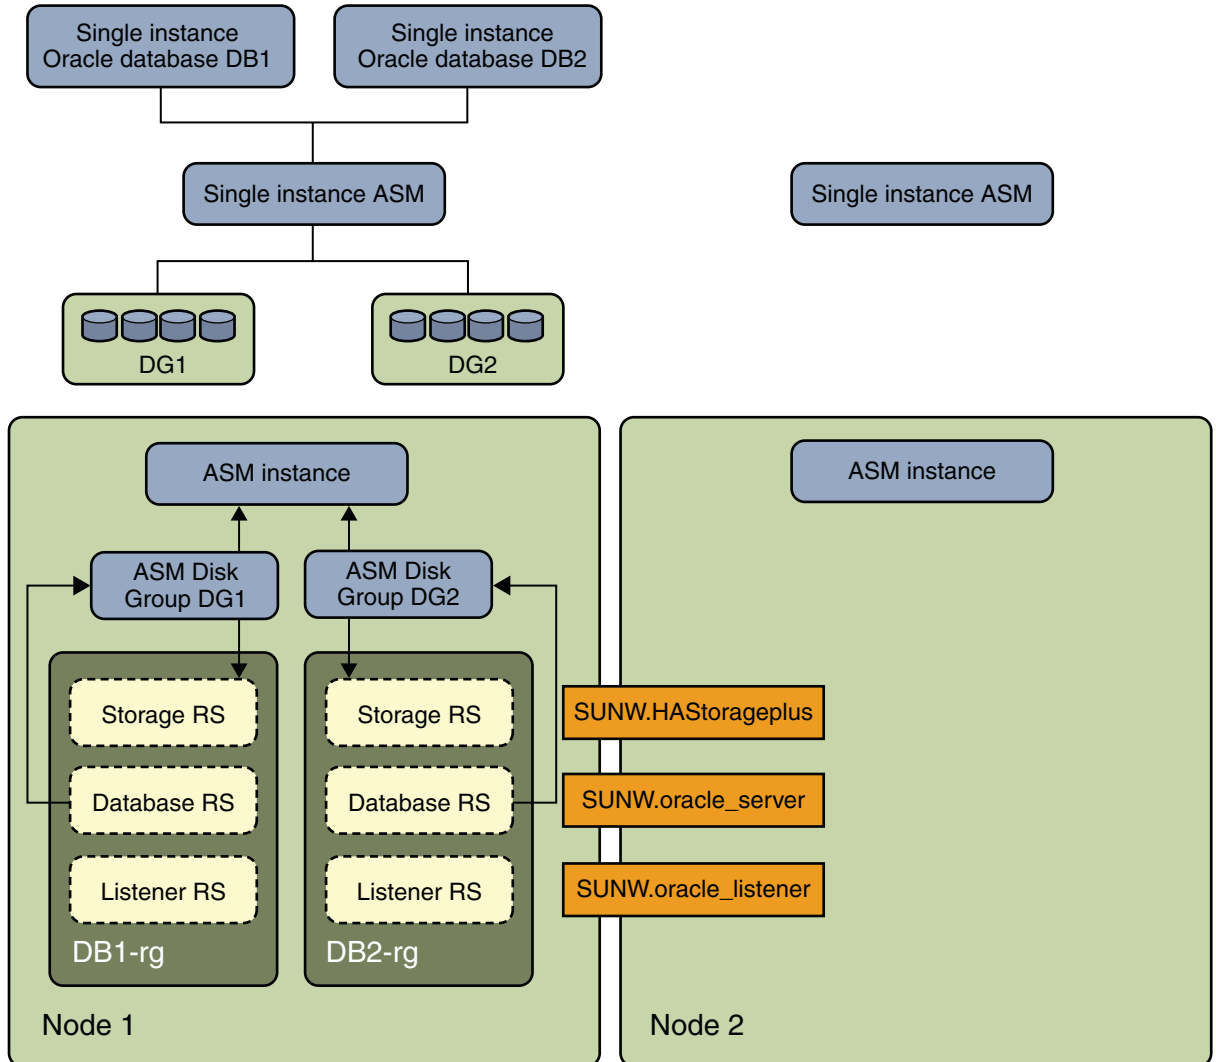 Single instance
Oracle database DB1
Single instance
Oracle database DB2
Single instance ASM
Single instance ASM
DG1
DG2
ASM instance
ASM instance
ASM Disk
Group DG1
ASM Disk
Group DG2
Storage RS
Storage RS
SUNW.HAStorageplus
Database RS
Database RS
SUNW.oracle_server
Listener RS
Listener RS
SUNW.oracle_listener
DB1-rg
DB2-rg
Node 1
Node 2